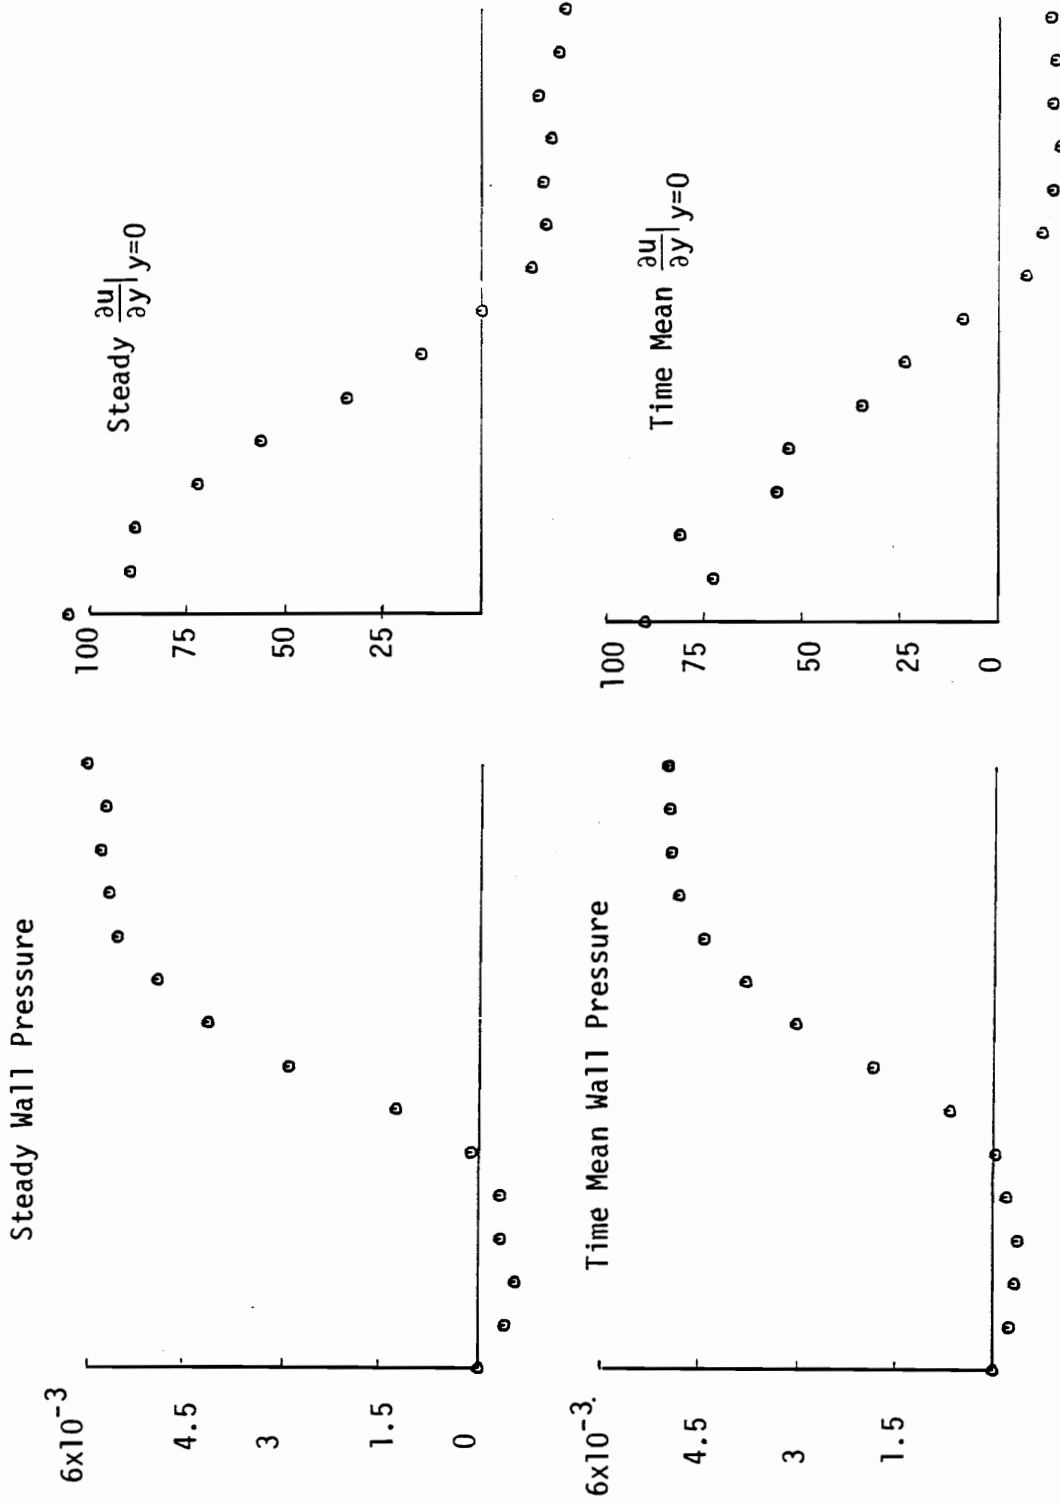 Steady Wall Pressure
6x10⁻³
4.5
3
1.5
0
Steady ∂u/∂y|y=0
100
75
50
25
Time Mean Wall Pressure
6x10⁻³.
4.5
3
1.5
Time Mean ∂u/∂y|y=0
100
75
50
25
0